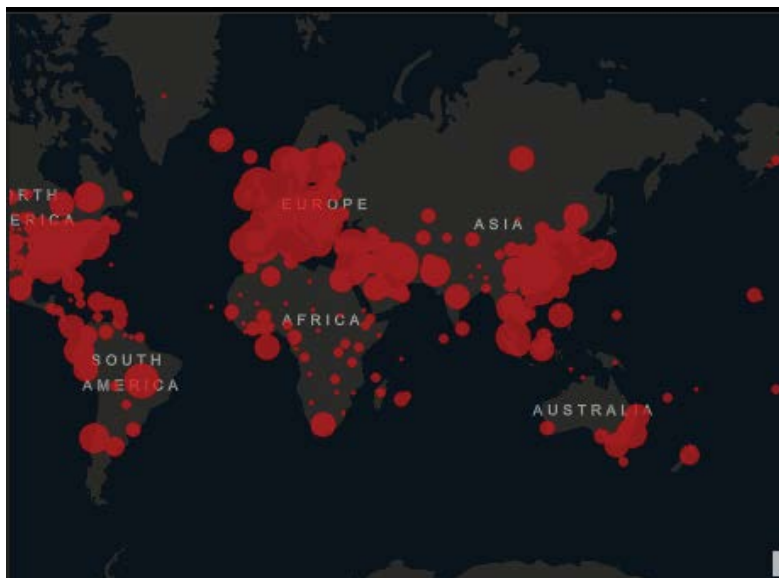 RTH
ERICA
EUROPE
ASIA
AFRICA
SOUTH
AMERICA
AUSTRALIA